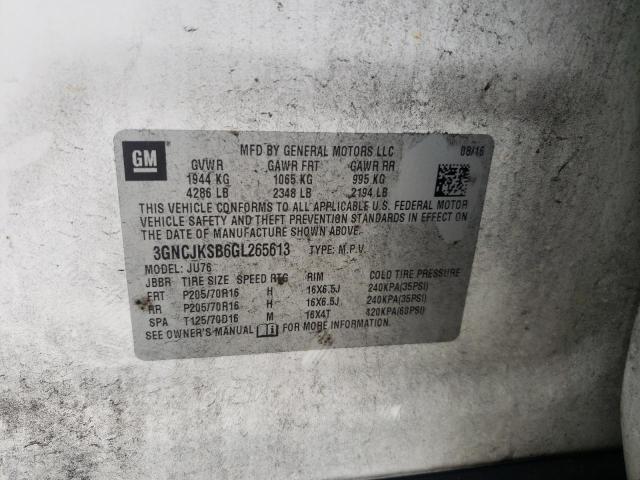 GM
MFD BY GENERAL MOTORS LLC 08/16
GVWR GAWR FRT GAWR RR
1944 KG 1065 KG 995 KG
4286 LB 2348 LB 2194 LB
THIS VEHICLE CONFORMS TO ALL APPLICABLE U.S. FEDERAL MOTOR
VEHICLE SAFETY AND THEFT PREVENTION STANDARDS IN EFFECT ON
THE DATE OF MANUFACTURE SHOWN ABOVE.
3GNCJKSB6GL265613 TYPE: M.P.V.
MODEL: JU76
JBBR TIRE SIZE SPEED RTG RIM COLD TIRE PRESSURE
FRT P205/70R16 H 16X6.5J 240KPA(35PSI)
RR P205/70R16 H 16X6.5J 240KPA(35PSI)
SPA T125/70D16 M 16X4T 420KPA(60PSI)
SEE OWNER'S MANUAL FOR MORE INFORMATION.